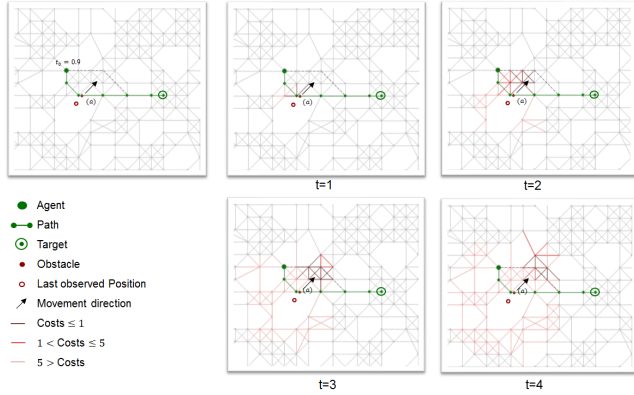 tₐ = 0.9
(a)
(a)
(a)
t=1
t=2
Agent
Path
Target
Obstacle
Last observed Position
Movement direction
Costs ≤ 1
1 < Costs ≤ 5
5 > Costs
(a)
(a)
t=3
t=4